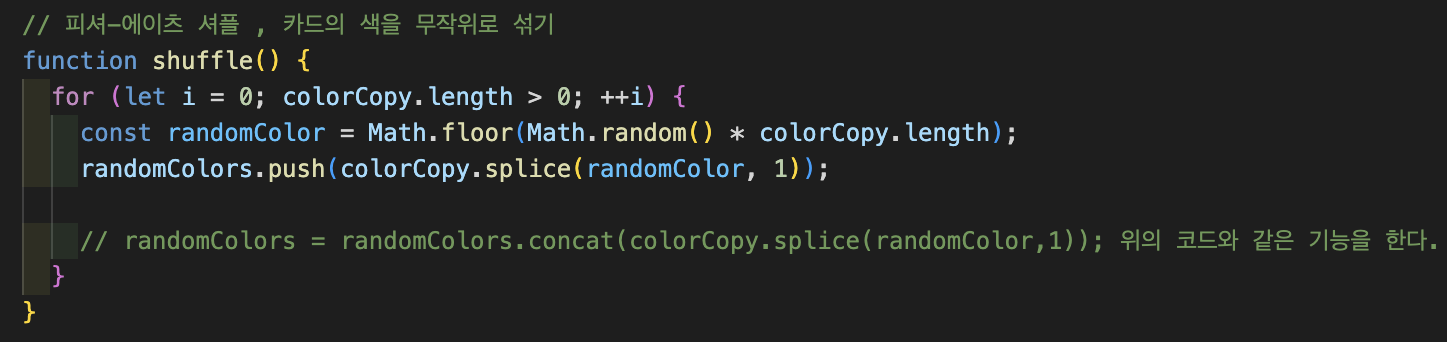 // 피셔-에이츠 셔플 , 카드의 색을 무작위로 섞기
function shuffle() {
  for (let i = 0; colorCopy.length > 0; ++i) {
    const randomColor = Math.floor(Math.random() * colorCopy.length);
    randomColors.push(colorCopy.splice(randomColor, 1));

    // randomColors = randomColors.concat(colorCopy.splice(randomColor,1)); 위의 코드와 같은 기능을 한다.
  }
}